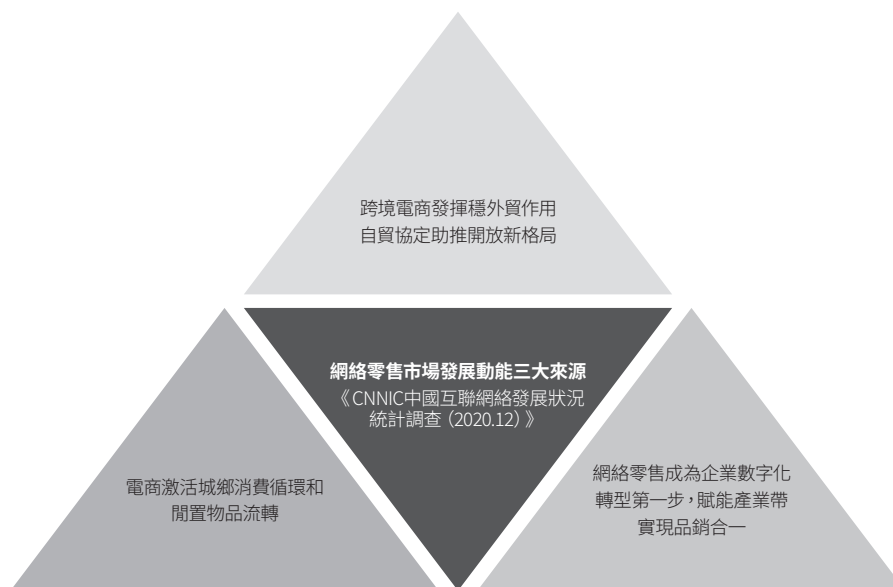 跨境電商發揮穩外貿作用
自貿協定助推開放新格局
網絡零售市場發展動能三大來源
《CNNIC中國互聯網絡發展狀況
統計調查（2020.12）》
電商激活城鄉消費循環和
閒置物品流轉
網絡零售成為企業數字化
轉型第一步，賦能產業帶
實現品銷合一